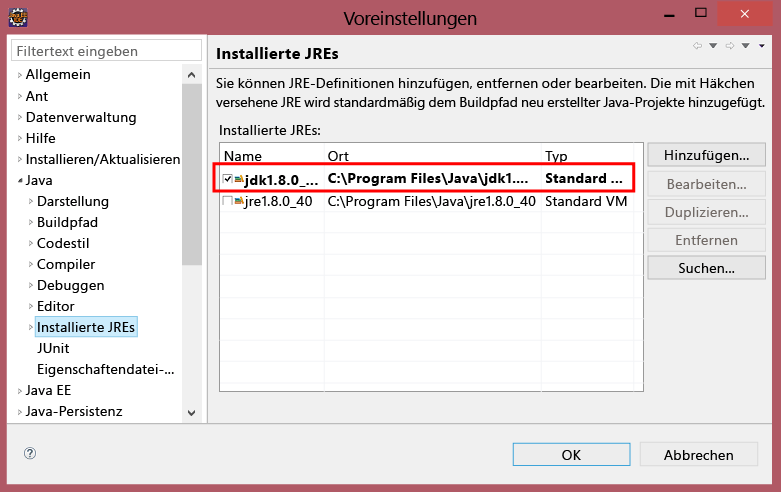 Voreinstellungen
Filtertext eingeben
Allgemein
Ant
Datenverwaltung
Hilfe
Installieren/Aktualisieren
Java
Darstellung
Buildpfad
Codestil
Compiler
Debuggen
Editor
Installierte JREs
JUnit
Eigenschaftendatei-...
Java EE
Java-Persistenz
Installierte JREs
Sie können JRE-Definitionen hinzufügen, entfernen oder bearbeiten. Die mit Häkchen
versehene JRE wird standardmäßig dem Buildpfad neu erstellter Java-Projekte hinzugefügt.
Installierte JREs:
Name Ort Typ
jdk1.8.0_... C:\Program Files\Java\jdk1.... Standard ...
jre1.8.0_40 C:\Program Files\Java\jre1.8.0_40 Standard VM
Hinzufügen...
Bearbeiten...
Duplizieren...
Entfernen
Suchen...
OK Abbrechen